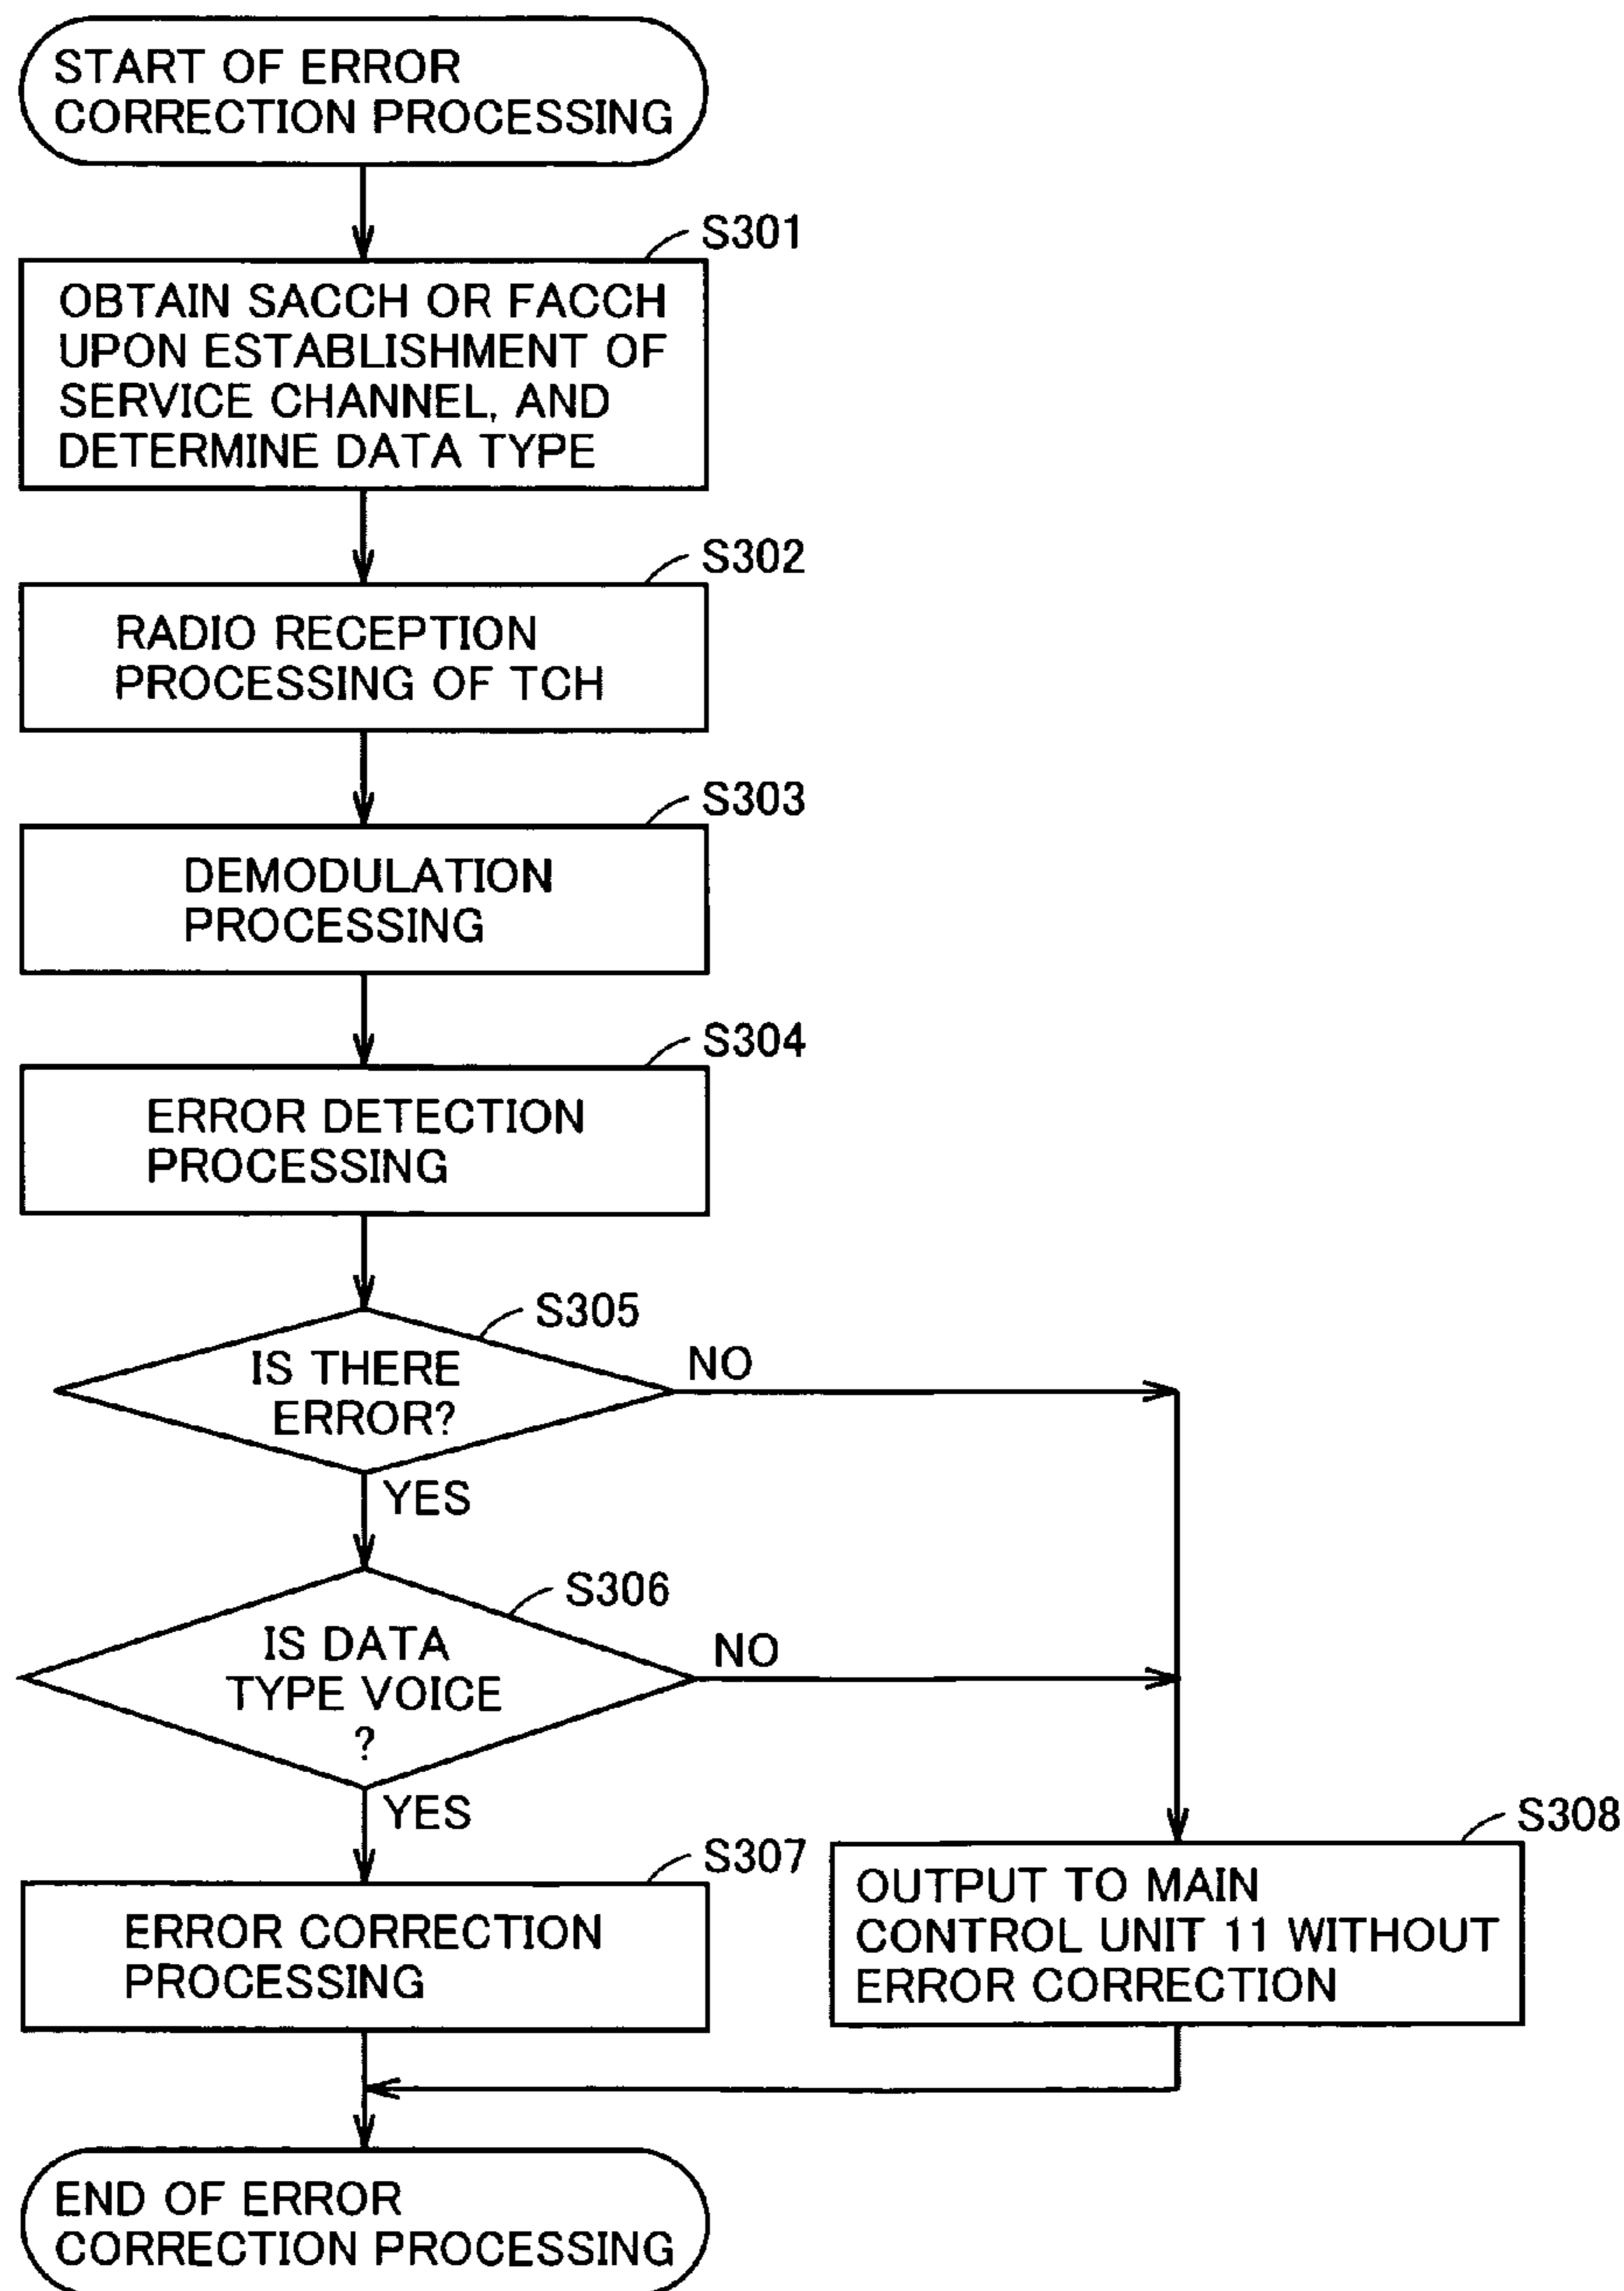 START OF ERROR
CORRECTION PROCESSING
S301
OBTAIN SACCH OR FACCH
UPON ESTABLISHMENT OF
SERVICE CHANNEL, AND
DETERMINE DATA TYPE
S302
RADIO RECEPTION
PROCESSING OF TCH
S303
DEMODULATION
PROCESSING
S304
ERROR DETECTION
PROCESSING
S305
IS THERE
ERROR?
NO
YES
S306
IS DATA
TYPE VOICE
?
NO
YES
S307
ERROR CORRECTION
PROCESSING
S308
OUTPUT TO MAIN
CONTROL UNIT 11 WITHOUT
ERROR CORRECTION
END OF ERROR
CORRECTION PROCESSING